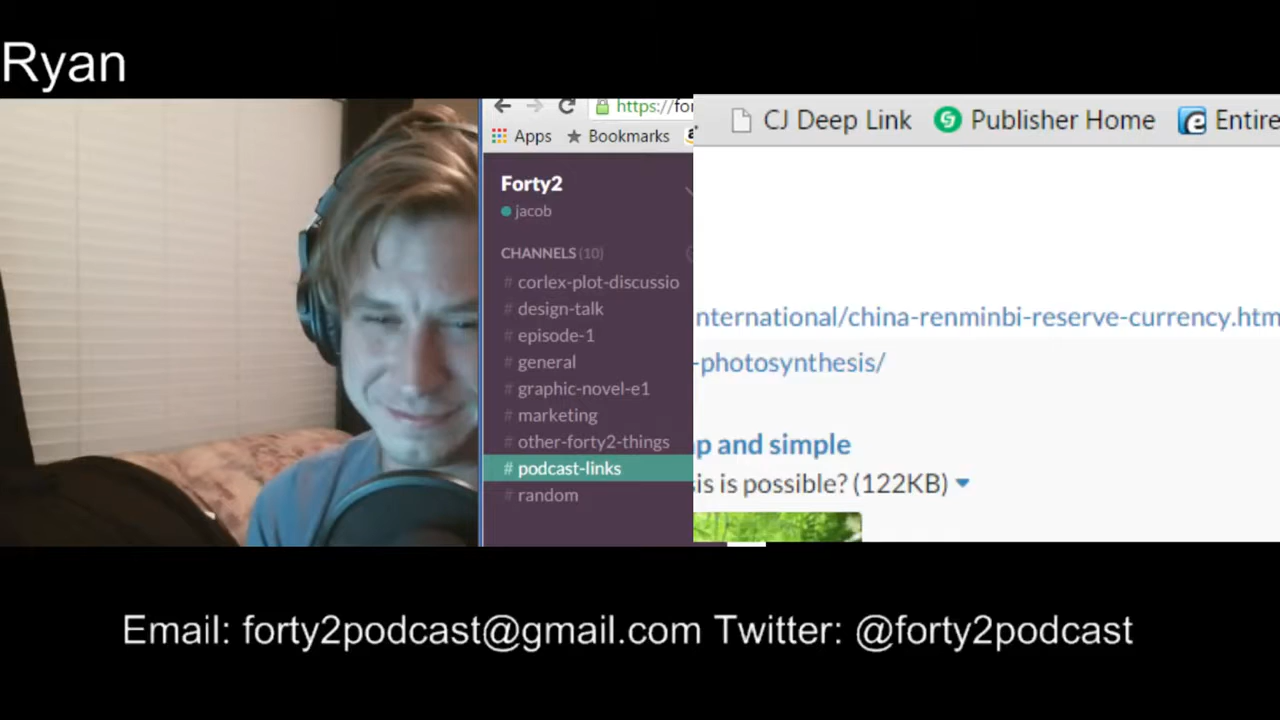 Ryan
https://for
Apps Bookmarks
CJ Deep Link Publisher Home Entire
Forty2
jacob
CHANNELS (10)
# corlex-plot-discussio
# design-talk
# episode-1
# general
# graphic-novel-e1
# marketing
# other-forty2-things
# podcast-links
# random
nternational/china-renminbi-reserve-currency.htm
-photosynthesis/
p and simple
is is possible? (122KB)
Email: forty2podcast@gmail.com Twitter: @forty2podcast